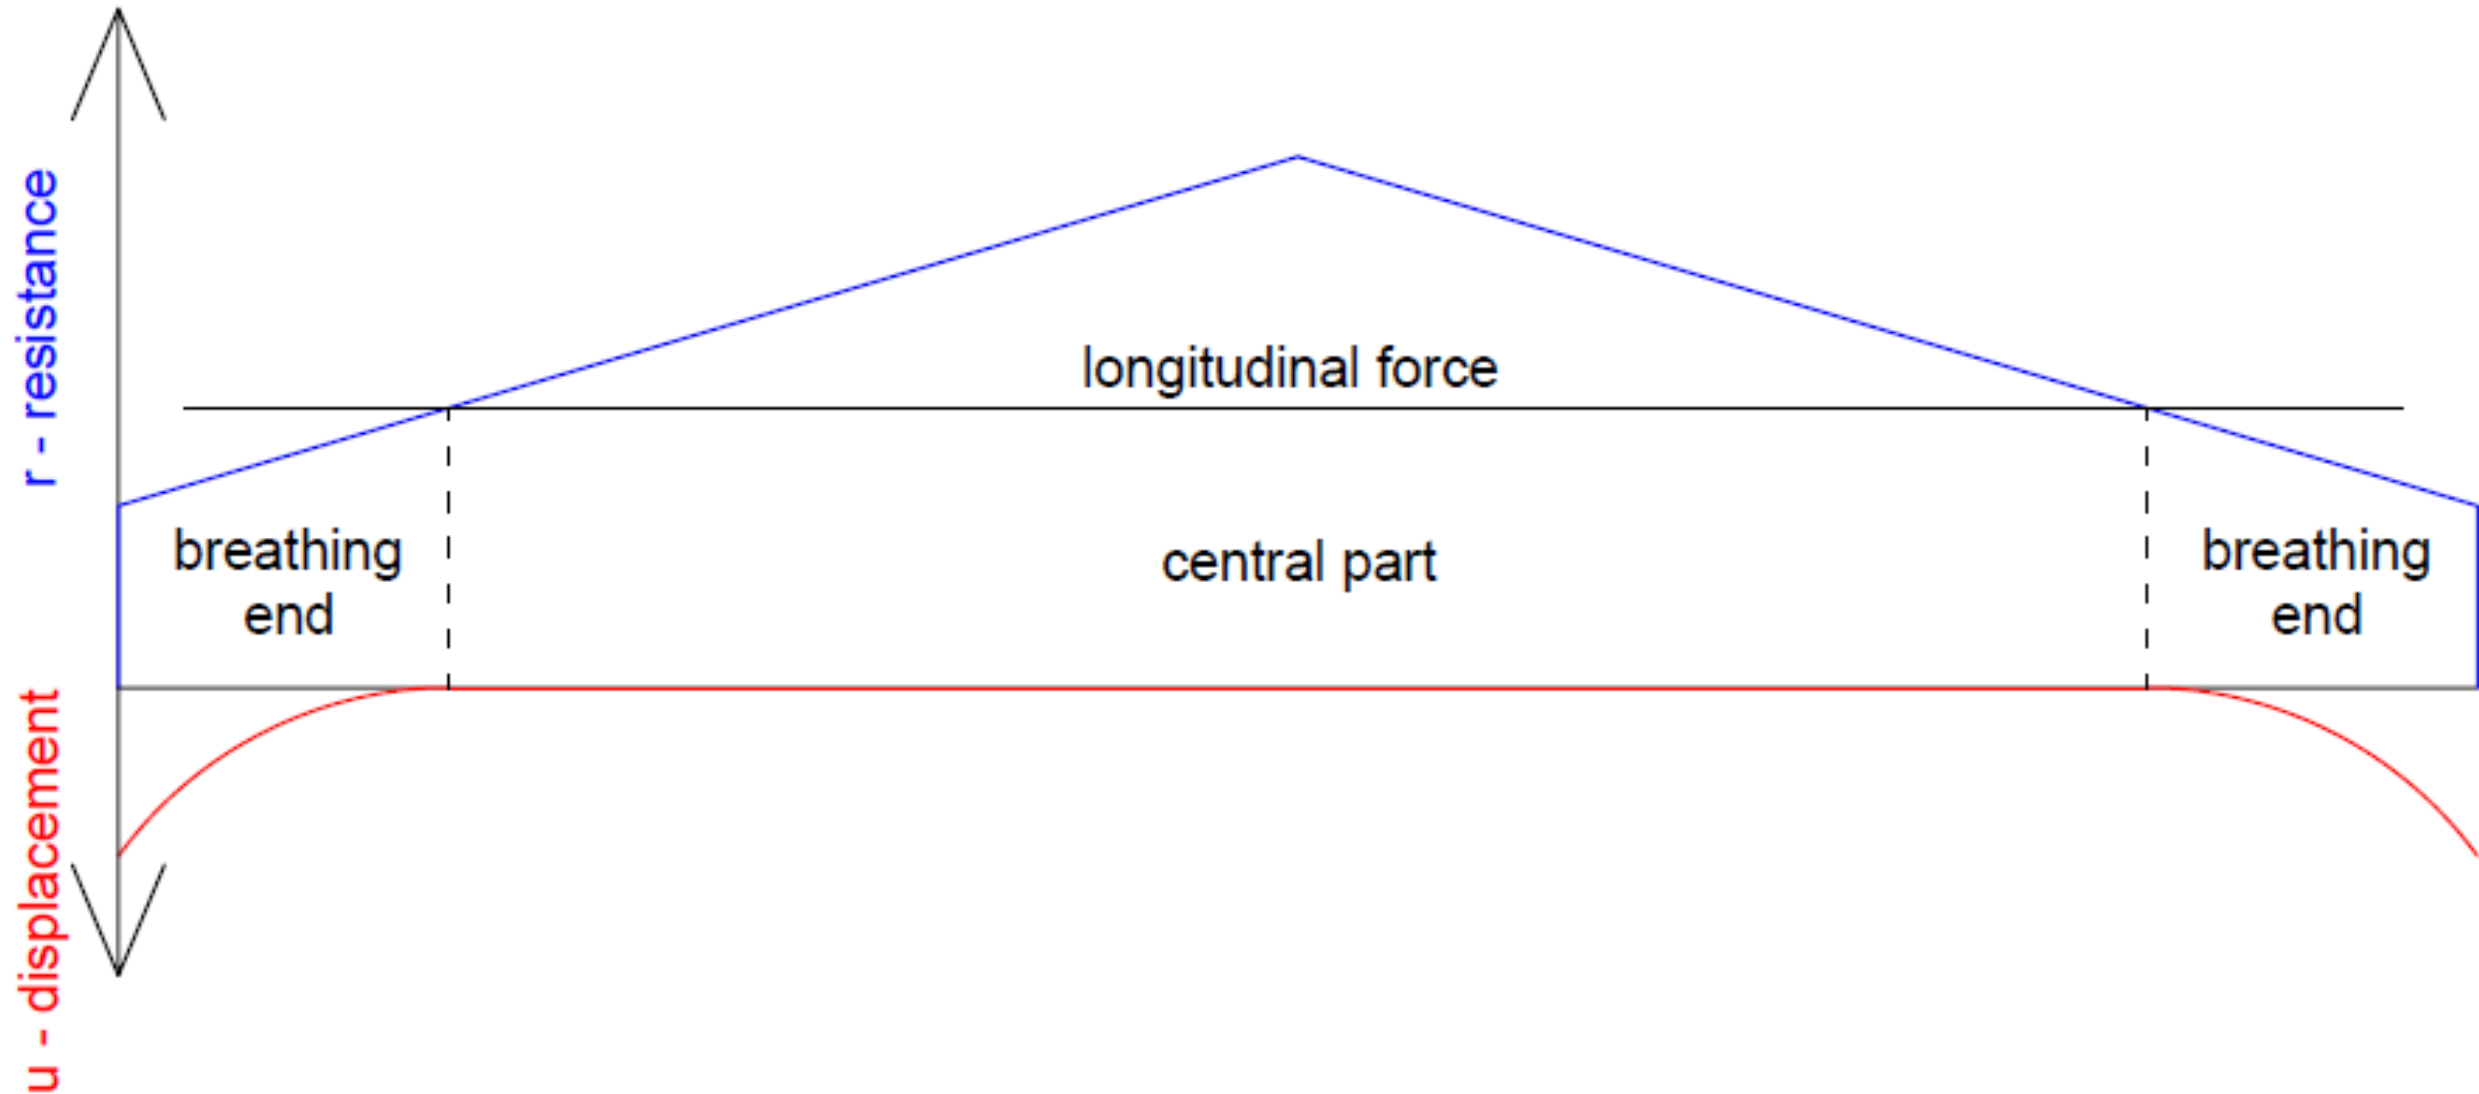 r - resistance
longitudinal force
breathing
end
central part
breathing
end
u - displacement